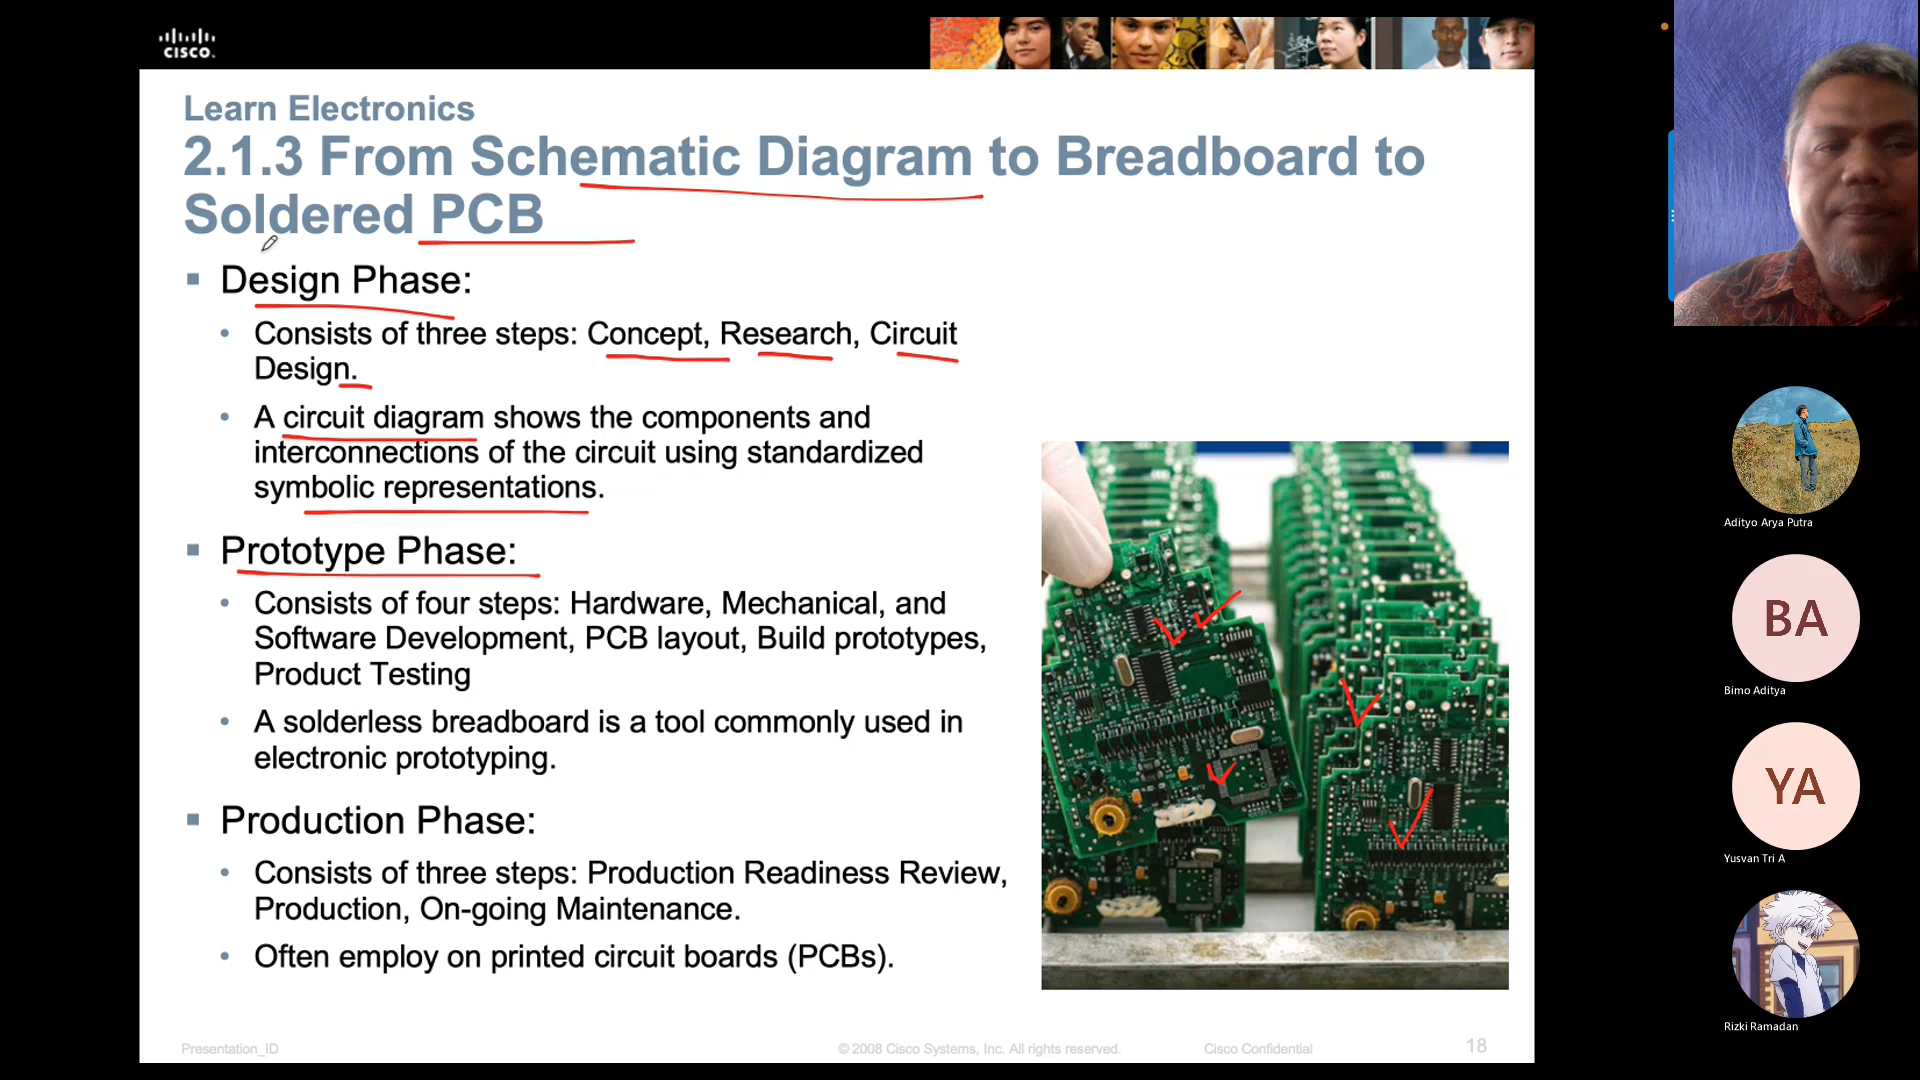 CISCO.
Learn Electronics
2.1.3 From Schematic Diagram to Breadboard to
Soldered PCB
Design Phase:
Consists of three steps: Concept, Research, Circuit
Design.
A circuit diagram shows the components and
interconnections of the circuit using standardized
symbolic representations.
Prototype Phase:
Consists of four steps: Hardware, Mechanical, and
Software Development, PCB layout, Build prototypes,
Product Testing
A solderless breadboard is a tool commonly used in
electronic prototyping.
Production Phase:
Consists of three steps: Production Readiness Review,
Production, On-going Maintenance.
Often employ on printed circuit boards (PCBs).
Presentation_ID
© 2008 Cisco Systems, Inc. All rights reserved.
Cisco Confidential
18
Adityo Arya Putra
BA
Bimo Aditya
YA
Yusvan Tri A
Rizki Ramadan